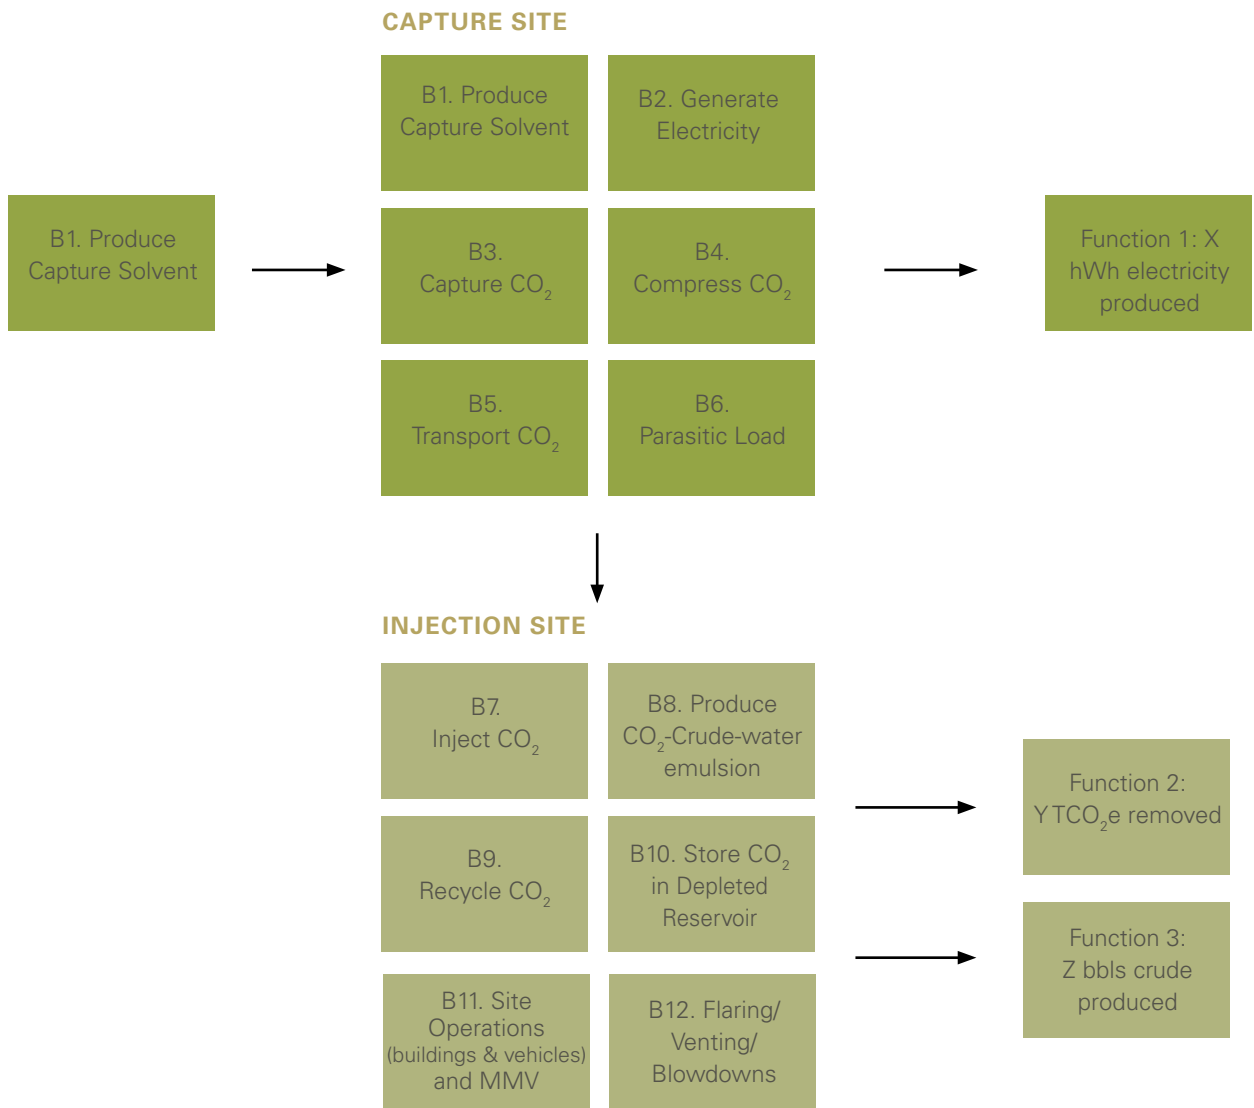 CAPTURE SITE
B1. Produce
Capture Solvent
B2. Generate
Electricity
B1. Produce
Capture Solvent
B3.
Capture CO₂
B4.
Compress CO₂
Function 1: X
hWh electricity
produced
B5.
Transport CO₂
B6.
Parasitic Load
INJECTION SITE
B7.
Inject CO₂
B8. Produce
CO₂-Crude-water
emulsion
Function 2:
Y TCO₂e removed
B9.
Recycle CO₂
B10. Store CO₂
in Depleted
Reservoir
Function 3:
Z bbls crude
produced
B11. Site
Operations
(buildings & vehicles)
and MMV
B12. Flaring/
Venting/
Blowdowns